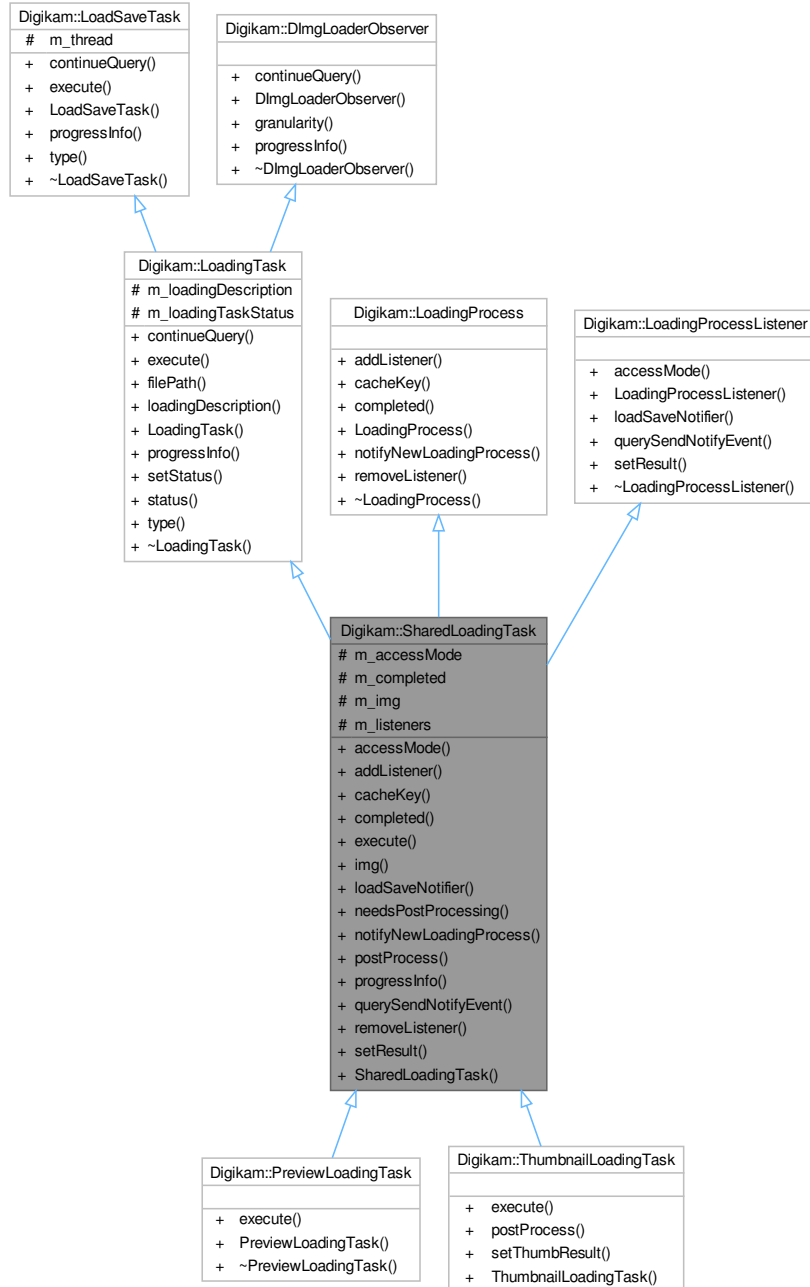 Digikam::LoadSaveTask
# m_thread
+ continueQuery()
+ execute()
+ LoadSaveTask()
+ progressInfo()
+ type()
+ ~LoadSaveTask()
Digikam::DImgLoaderObserver
+ continueQuery()
+ DImgLoaderObserver()
+ granularity()
+ progressInfo()
+ ~DImgLoaderObserver()
Digikam::LoadingTask
# m_loadingDescription
# m_loadingTaskStatus
+ continueQuery()
+ execute()
+ filePath()
+ loadingDescription()
+ LoadingTask()
+ progressInfo()
+ setStatus()
+ status()
+ type()
+ ~LoadingTask()
Digikam::LoadingProcess
+ addListener()
+ cacheKey()
+ completed()
+ LoadingProcess()
+ notifyNewLoadingProcess()
+ removeListener()
+ ~LoadingProcess()
Digikam::LoadingProcessListener
+ accessMode()
+ LoadingProcessListener()
+ loadSaveNotifier()
+ querySendNotifyEvent()
+ setResult()
+ ~LoadingProcessListener()
Digikam::SharedLoadingTask
# m_accessMode
# m_completed
# m_img
# m_listeners
+ accessMode()
+ addListener()
+ cacheKey()
+ completed()
+ execute()
+ img()
+ loadSaveNotifier()
+ needsPostProcessing()
+ notifyNewLoadingProcess()
+ postProcess()
+ progressInfo()
+ querySendNotifyEvent()
+ removeListener()
+ setResult()
+ SharedLoadingTask()
Digikam::PreviewLoadingTask
+ execute()
+ PreviewLoadingTask()
+ ~PreviewLoadingTask()
Digikam::ThumbnailLoadingTask
+ execute()
+ postProcess()
+ setThumbResult()
+ ThumbnailLoadingTask()